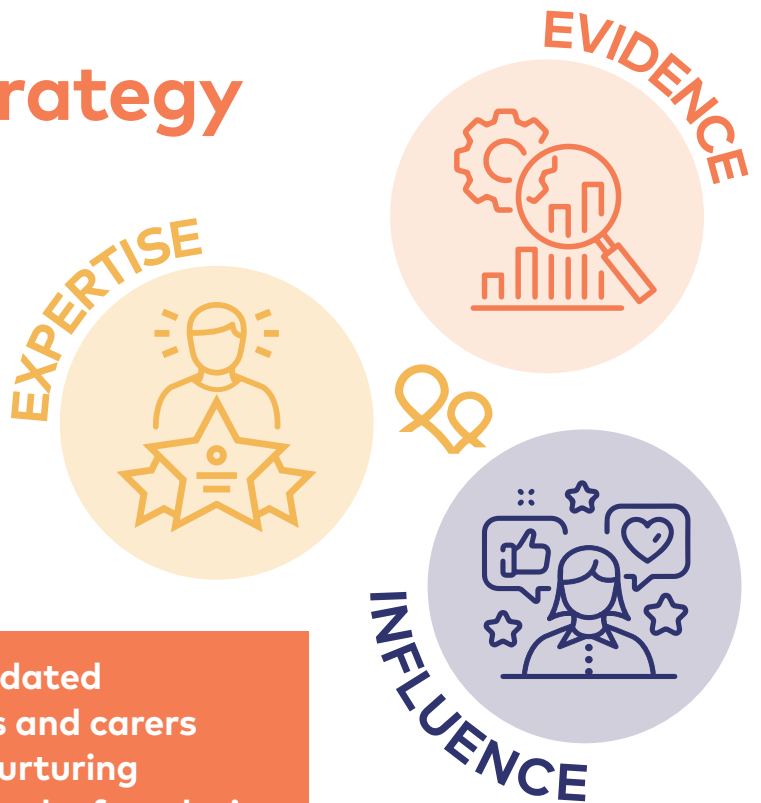 rategy
EVIDENCE
EXPERTISE
INFLUENCE
dated
s and carers
urturing